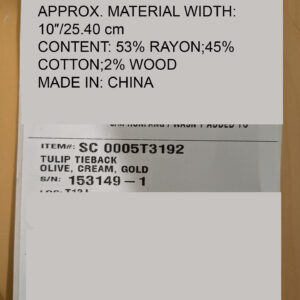 APPROX. MATERIAL WIDTH:
10"/25.40 cm
CONTENT: 53% RAYON;45%
COTTON;2% WOOD
MADE IN: CHINA
ITEM#: SC 0005T3192
TULIP TIEBACK
OLIVE, CREAM, GOLD
S/N: 153149-1